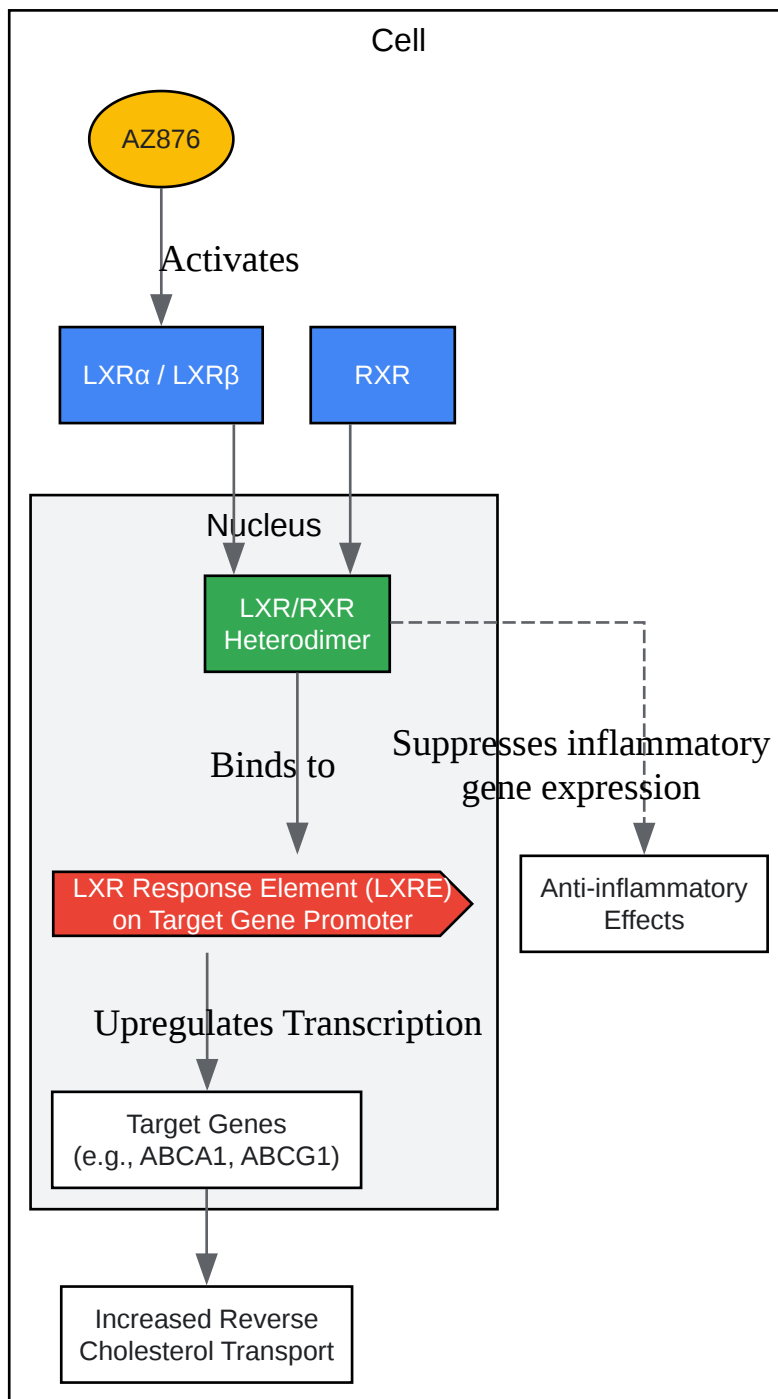 Cell
AZ876
Activates
LXRα / LXRβ
RXR
Nucleus
LXR/RXR
Heterodimer
Binds to
Suppresses inflammatory
gene expression
LXR Response Element (LXRE)
on Target Gene Promoter
Anti-inflammatory
Effects
Upregulates Transcription
Target Genes
(e.g., ABCA1, ABCG1)
Increased Reverse
Cholesterol Transport